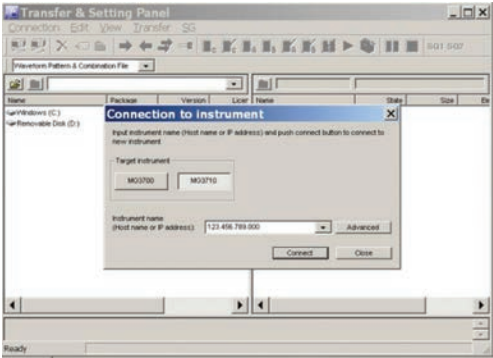 Transfer & Setting Panel
Connection Edit View Transfer SG
SG1 SG2
Waveform Pattern & Combination File
Name Package Version Licer Name State Size
Windows (C:)
Removable Disk (D:)
Connection to instrument
Input instrument name (Host name or IP address) and push connect button to connect to
new instrument
Target instrument
MG3700 MG3710
Instrument name
(Host name or IP address)
123.456.789.000
Advanced
Connect Close
Ready